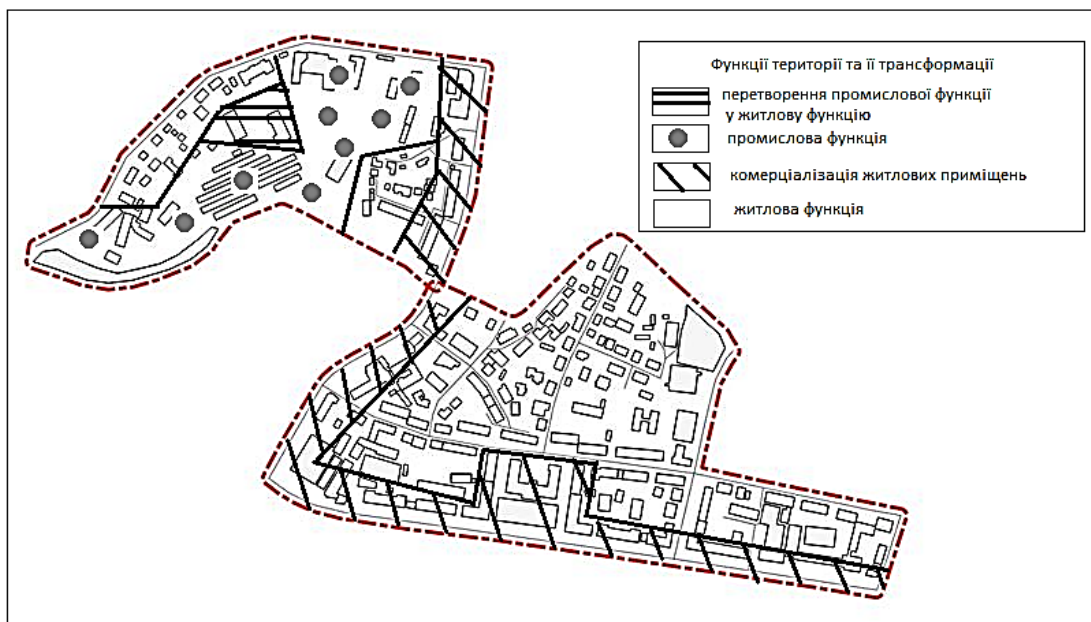 Функції території та її трансформації
перетворення промислової функції
у житлову функцію
промислова функція
комерціалізація житлових приміщень
житлова функція